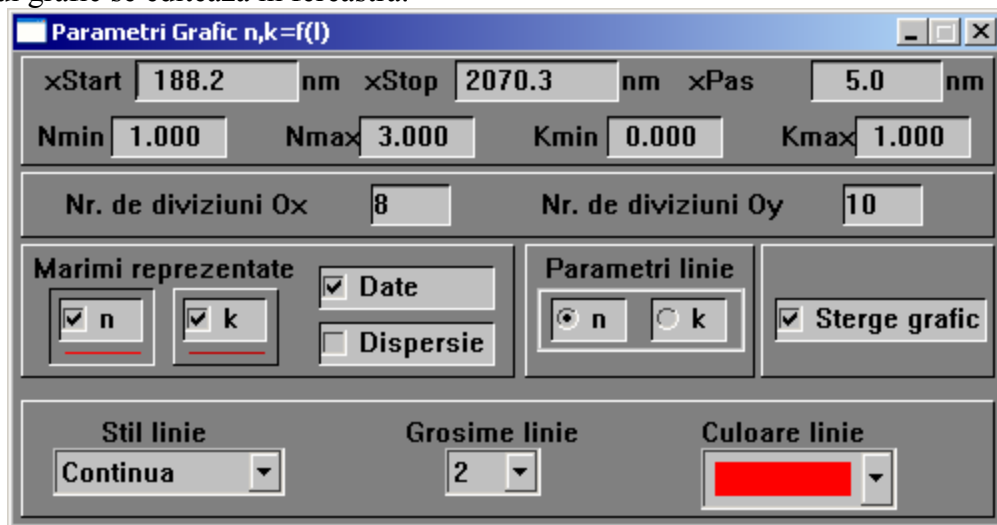 Parametri Grafic n,k=f(l)
xStart 188.2 nm xStop 2070.3 nm xPas 5.0 nm
Nmin 1.000 Nmax 3.000 Kmin 0.000 Kmax 1.000
Nr. de diviziuni Ox 8 Nr. de diviziuni Oy 10
Marimi reprezentate
n k
Date
Dispersie
Parametri linie
n k
Sterge grafic
Stil linie Grosime linie Culoare linie
Continua 2